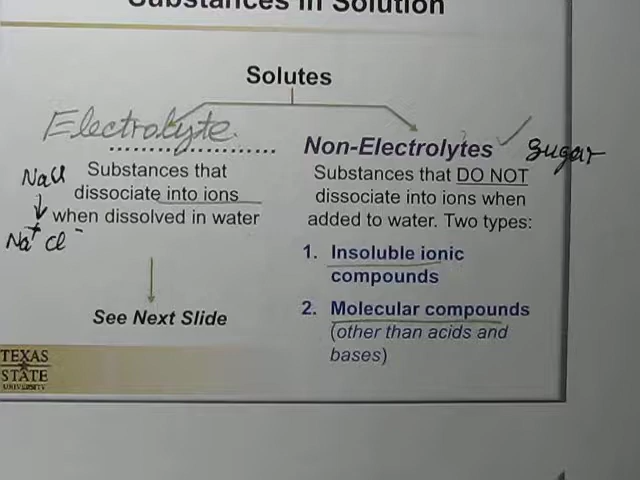 Substances in Solution
Solutes
Electrolyte.
Substances that
dissociate into ions
when dissolved in water
NaCl
Na+ Cl-
See Next Slide
Non-Electrolytes
Sugar
Substances that DO NOT
dissociate into ions when
added to water. Two types:
1. Insoluble ionic
compounds
2. Molecular compounds
(other than acids and
bases)
TEXAS
STATE
UNIVERSITY